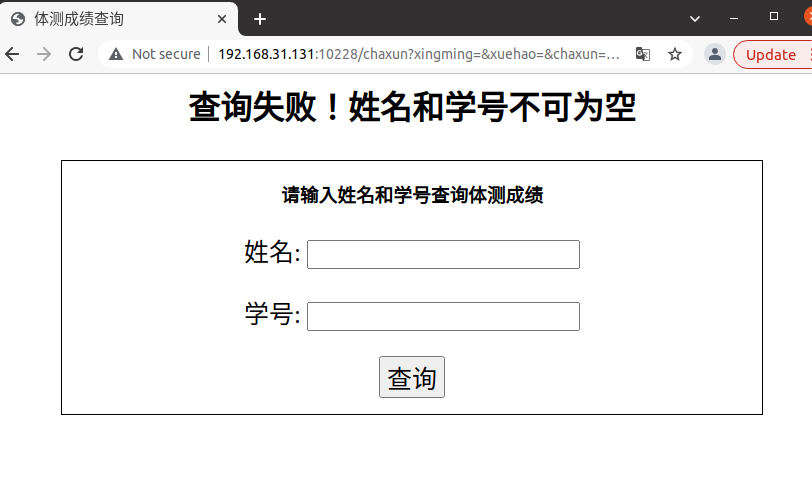 体测成绩查询
Not secure 192.168.31.131:10228/chaxun?xingming=&xuehao=&chaxun=… Update
查询失败！姓名和学号不可为空
请输入姓名和学号查询体测成绩
姓名:
学号:
查询